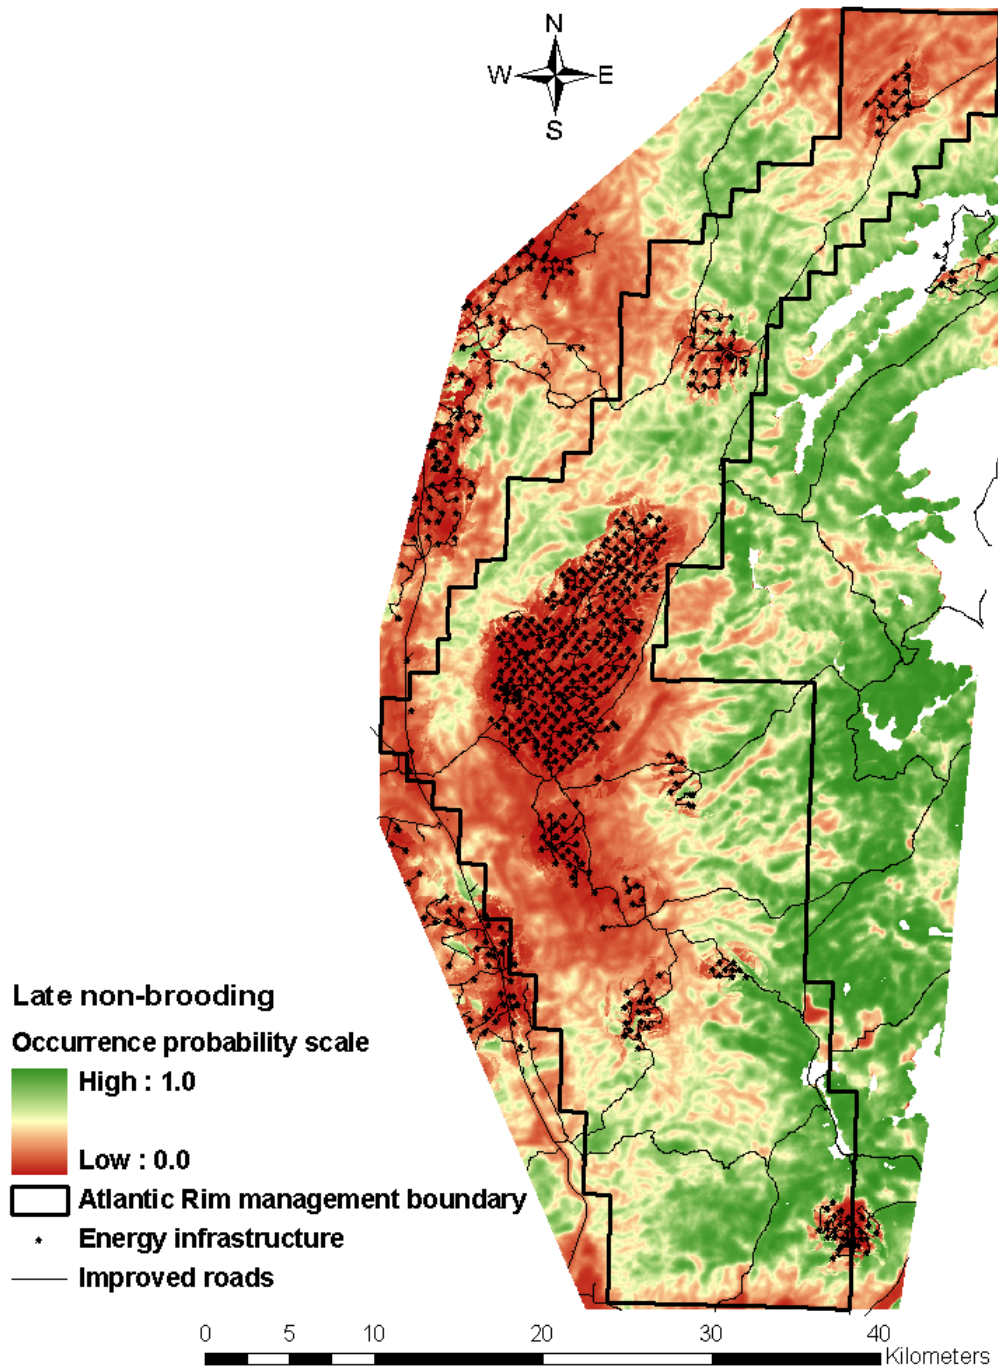 N
W E
S
Late non-brooding
Occurrence probability scale
High : 1.0
Low : 0.0
Atlantic Rim management boundary
Energy infrastructure
Improved roads
0 5 10 20 30 40
Kilometers